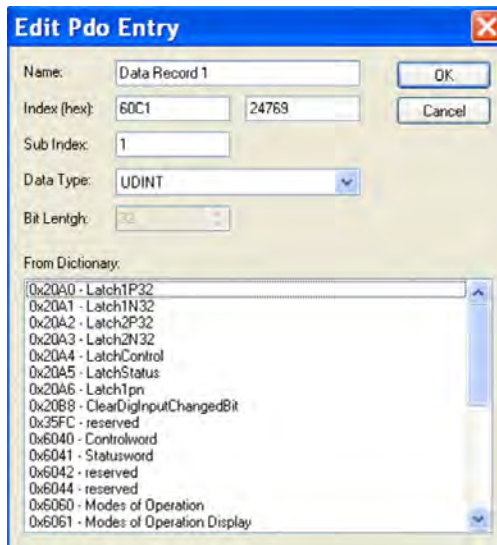 Edit Pdo Entry
Name: Data Record 1 OK
Index (hex): 60C1 24769 Cancel
Sub Index: 1
Data Type: UDINT
Bit Lentgh: 32
From Dictionary:
0x20A0 - Latch1P32
0x20A1 - Latch1N32
0x20A2 - Latch2P32
0x20A3 - Latch2N32
0x20A4 - LatchControl
0x20A5 - LatchStatus
0x20A6 - Latch1pn
0x20B8 - ClearDigInputChangedBit
0x35FC - reserved
0x6040 - Controlword
0x6041 - Statusword
0x6042 - reserved
0x6044 - reserved
0x6060 - Modes of Operation
0x6061 - Modes of Operation Display